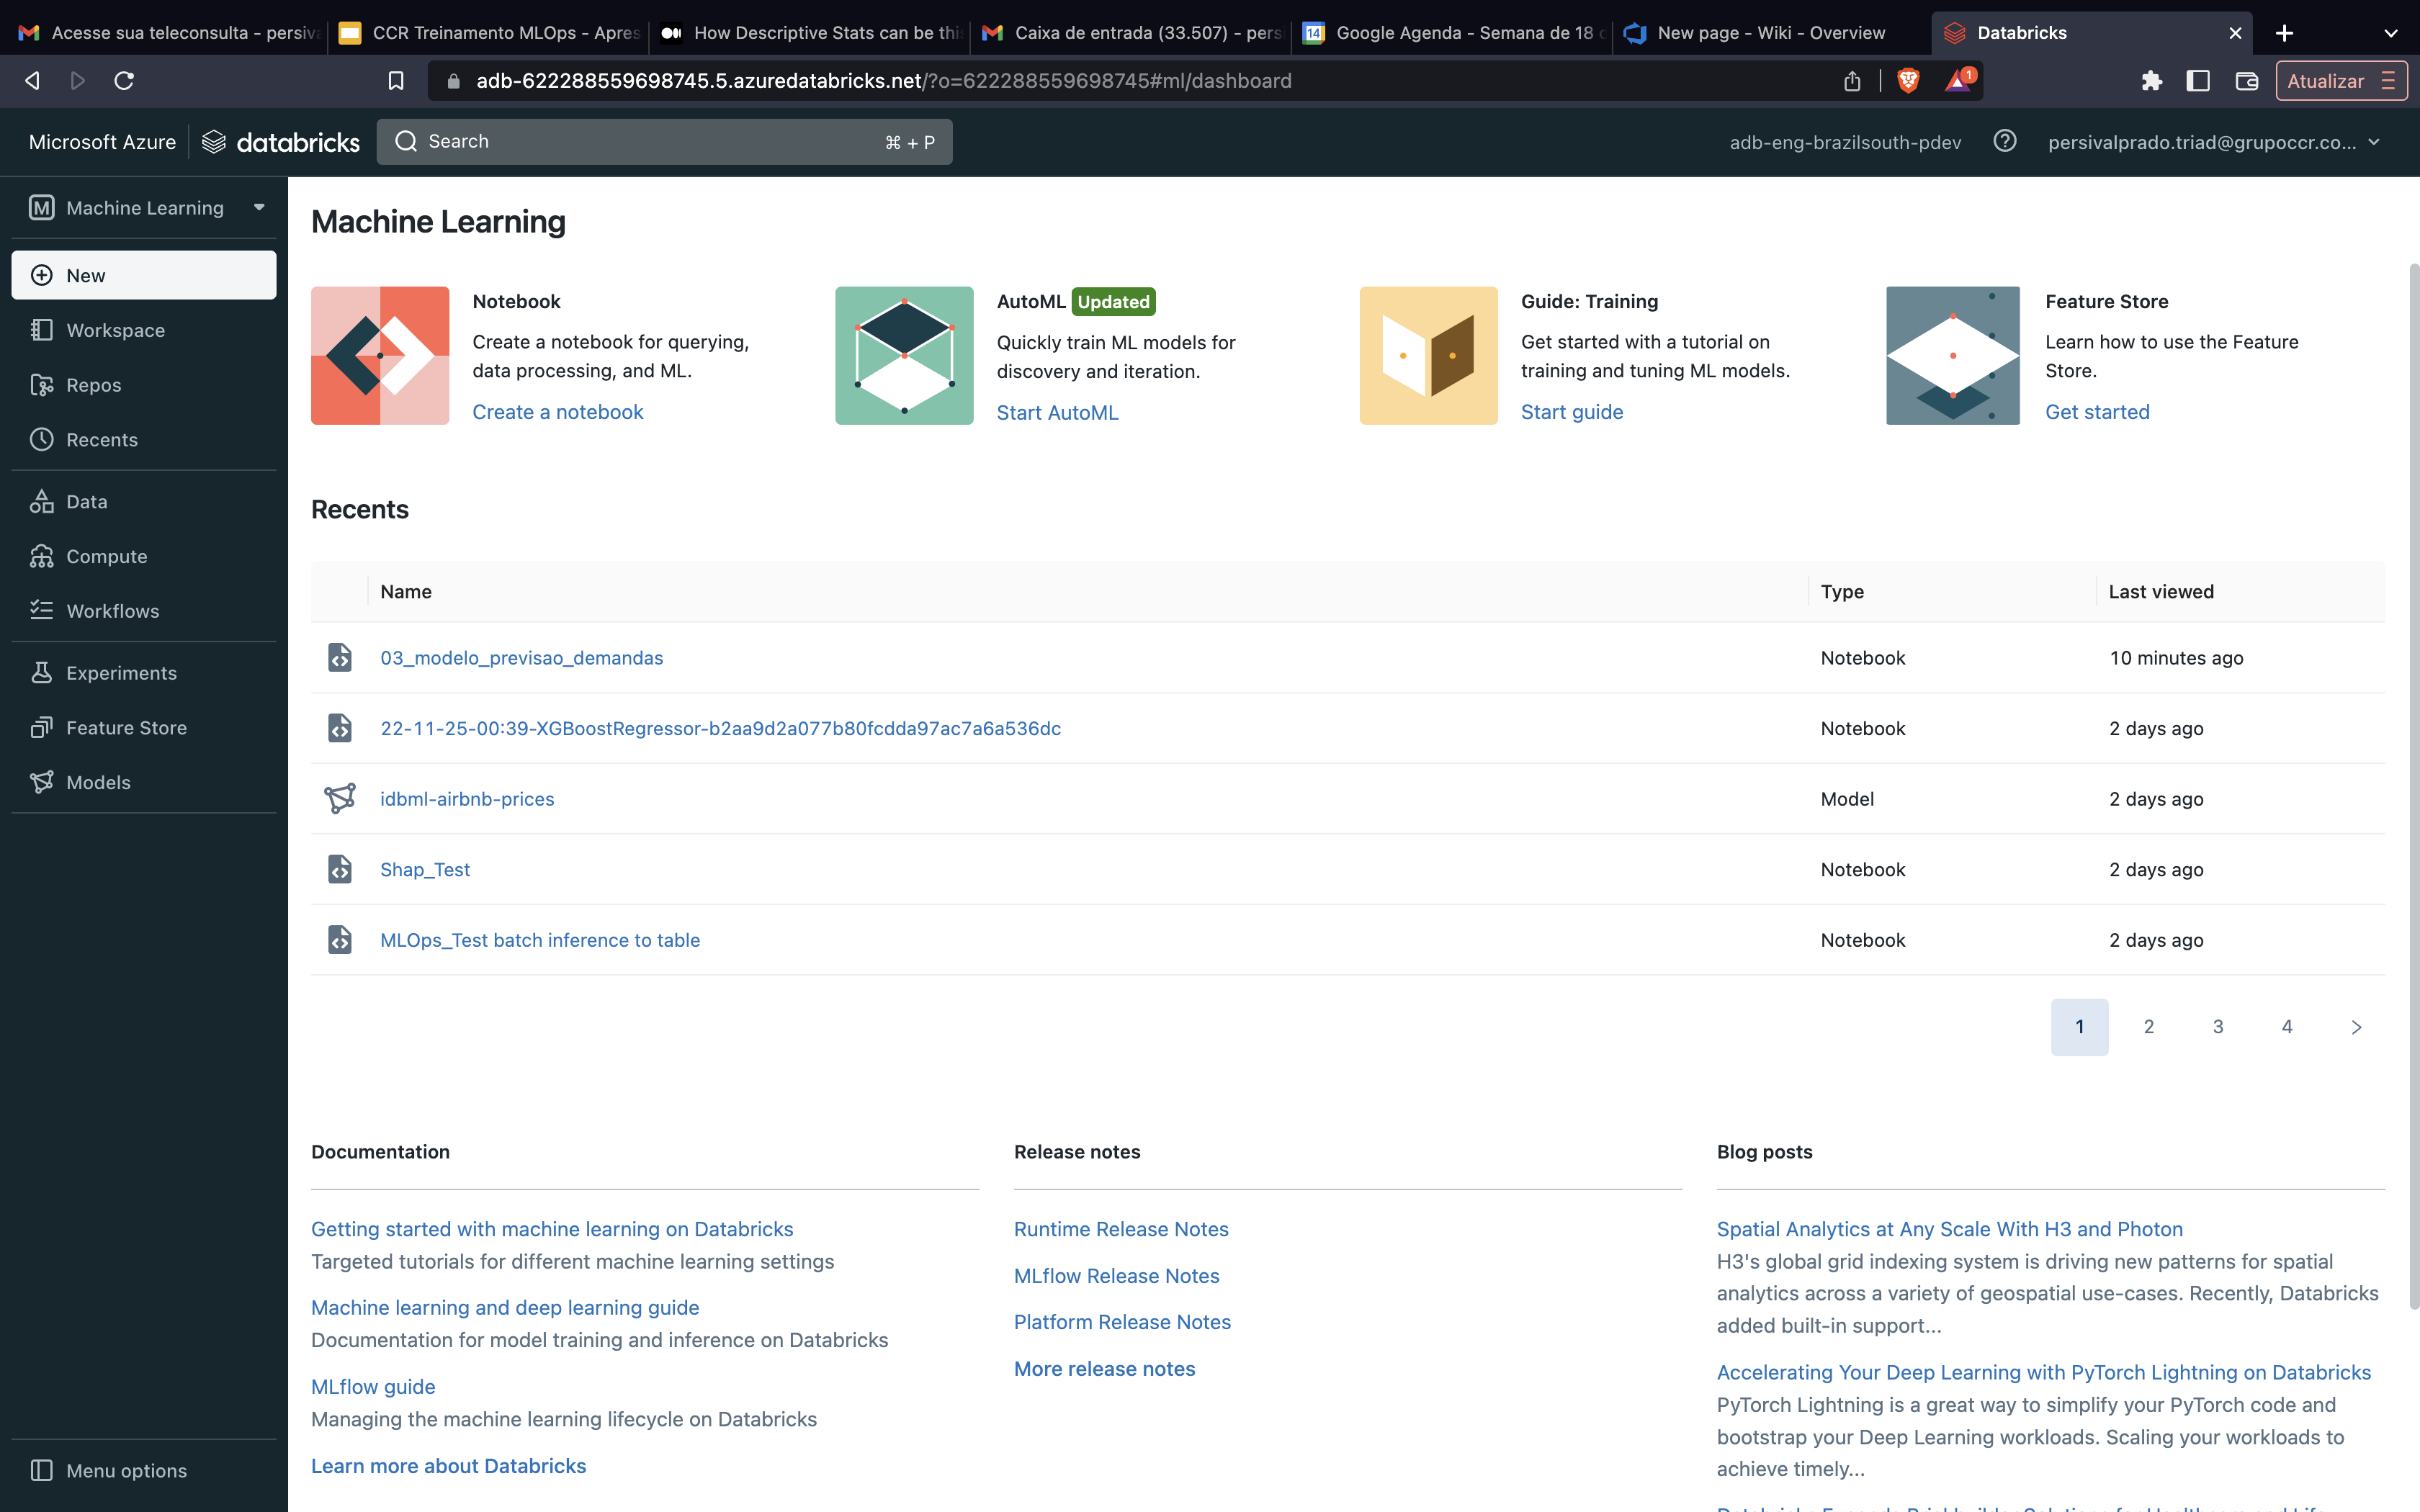 Acesse sua teleconsulta - persiva
CCR Treinamento MLOps - Apres
How Descriptive Stats can be thi
Caixa de entrada (33.507) - pers
14
Google Agenda - Semana de 18 d
New page - Wiki - Overview
Databricks
adb-622288559698745.5.azuredatabricks.net/?o=622288559698745#ml/dashboard
1
Atualizar
Microsoft Azure
databricks
Search
⌘ + P
adb-eng-brazilsouth-pdev
persivalprado.triad@grupoccr.co...
M
Machine Learning
New
Workspace
Repos
Recents
Data
Compute
Workflows
Experiments
Feature Store
Models
Menu options
Machine Learning
Notebook
Create a notebook for querying,
data processing, and ML.
Create a notebook
AutoML Updated
Quickly train ML models for
discovery and iteration.
Start AutoML
Guide: Training
Get started with a tutorial on
training and tuning ML models.
Start guide
Feature Store
Learn how to use the Feature
Store.
Get started
Recents
Name Type Last viewed
03_modelo_previsao_demandas Notebook 10 minutes ago
22-11-25-00:39-XGBoostRegressor-b2aa9d2a077b80fcdda97ac7a6a536dc Notebook 2 days ago
idbml-airbnb-prices Model 2 days ago
Shap_Test Notebook 2 days ago
MLOps_Test batch inference to table Notebook 2 days ago
1 2 3 4 >
Documentation
Getting started with machine learning on Databricks
Targeted tutorials for different machine learning settings
Machine learning and deep learning guide
Documentation for model training and inference on Databricks
MLflow guide
Managing the machine learning lifecycle on Databricks
Learn more about Databricks
Release notes
Runtime Release Notes
MLflow Release Notes
Platform Release Notes
More release notes
Blog posts
Spatial Analytics at Any Scale With H3 and Photon
H3's global grid indexing system is driving new patterns for spatial
analytics across a variety of geospatial use-cases. Recently, Databricks
added built-in support...
Accelerating Your Deep Learning with PyTorch Lightning on Databricks
PyTorch Lightning is a great way to simplify your PyTorch code and
bootstrap your Deep Learning workloads. Scaling your workloads to
achieve timely...